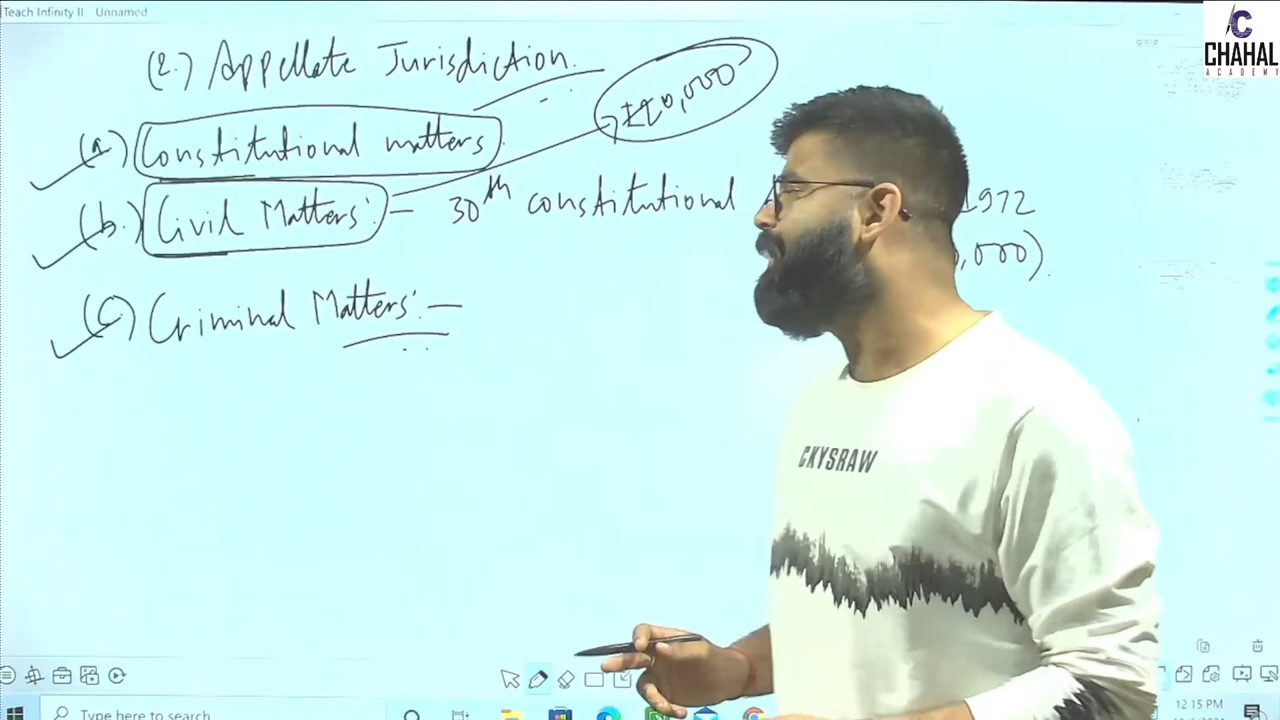 Teach Infinity II Unnamed
CHAHAL
ACADEMY
(2.) Appellate Jurisdiction.
(a.) Constitutional matters.
(b.) Civil Matters:- 30th constitutional 1972
,000).
(c) Criminal Matters:-
CKYSRAW
Type here to search
12:15 PM